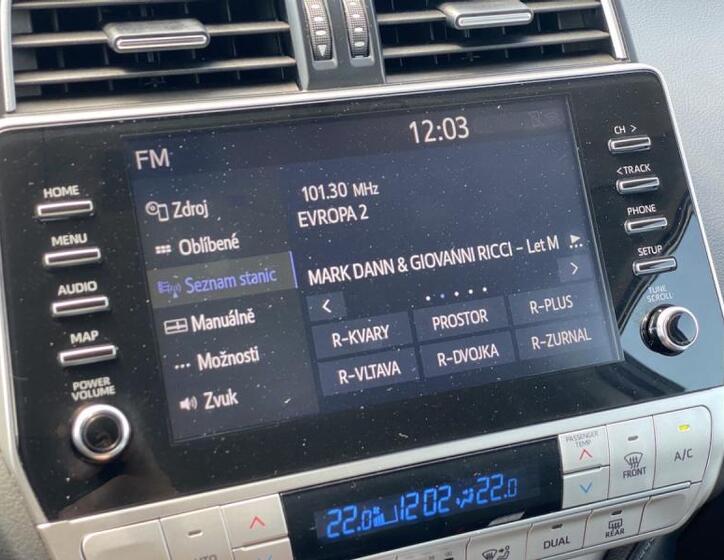 12:03
FM
HOME
MENU
AUDIO
MAP
POWER
VOLUME
Zdroj
Oblíbené
Seznam stanic
Manuálně
Možnosti
Zvuk
101.30 MHz
EVROPA 2
MARK DANN & GIOVANNI RICCI - Let M
R-KVARY
PROSTOR
R-PLUS
R-VLTAVA
R-DVOJKA
R-ZURNAL
CH >
< TRACK
PHONE
SETUP
TUNE
SCROLL
PASSENGER
TEMP
FRONT
A/C
22.0 1202 22.0
DUAL
REAR